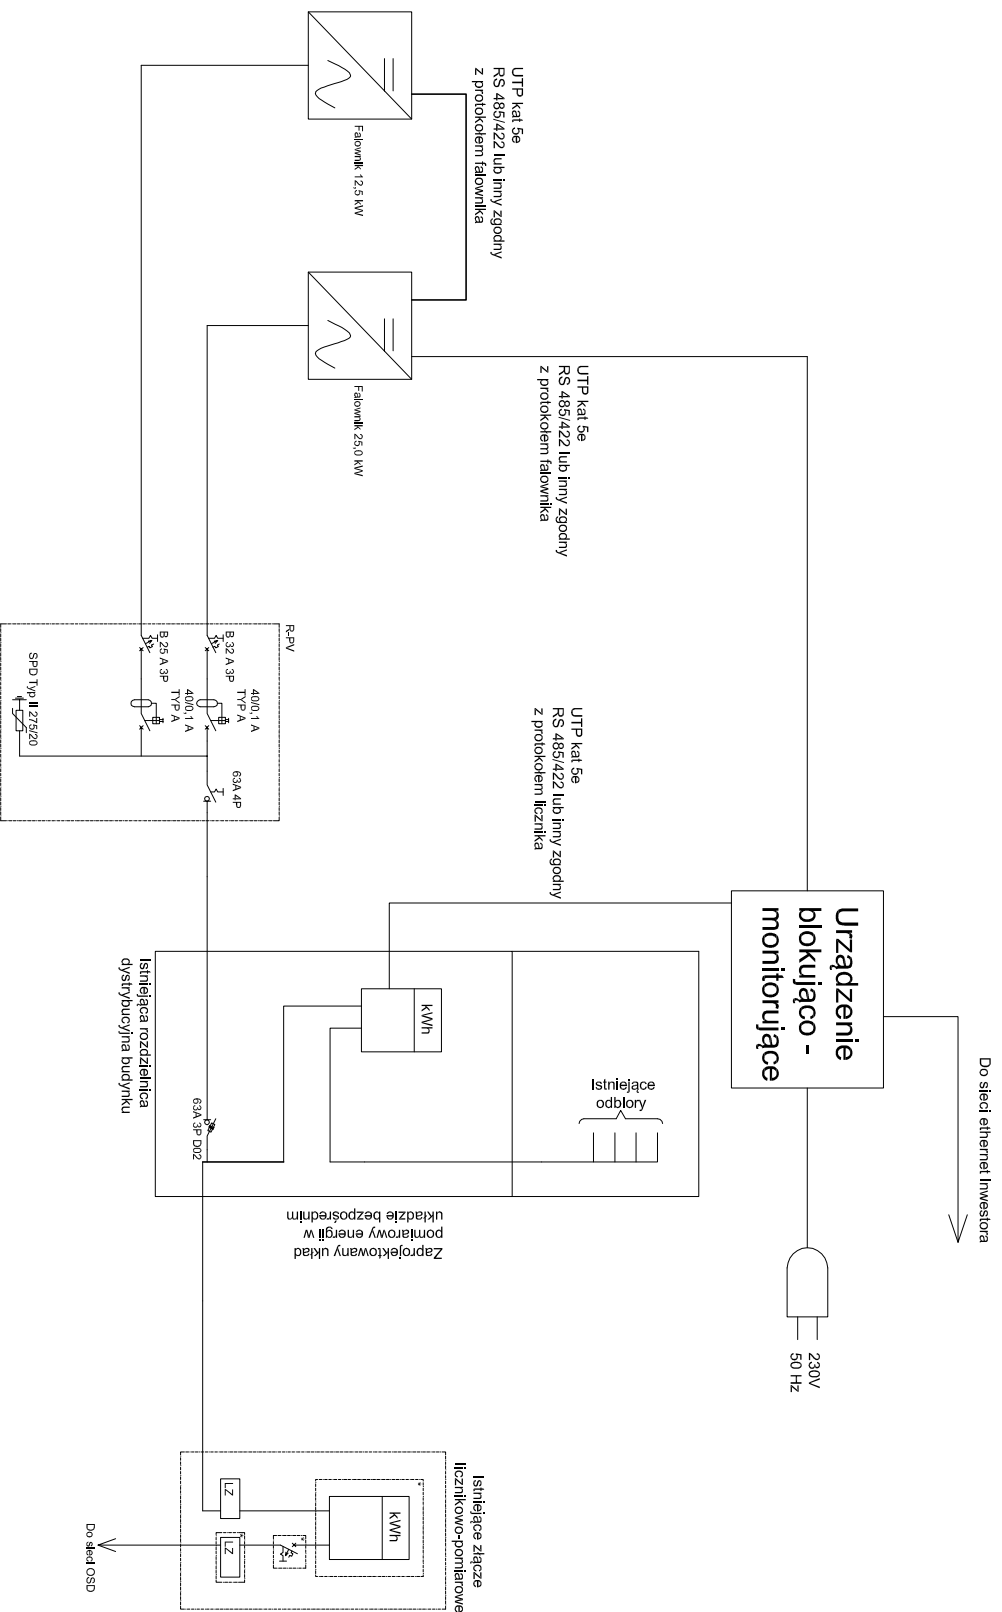 UTP kat 5e
RS 485/422 lub inny zgodny
z protokołem falownika
Falownik 12,5 kW
UTP kat 5e
RS 485/422 lub inny zgodny
z protokołem falownika
Falownik 25,0 kW
R-PV
B 32 A 3P
40/0,1 A
TYP A
B 25 A 3P
40/0,1 A
TYP A
63A 4P
SPD Typ II 275/20
UTP kat 5e
RS 485/422 lub inny zgodny
z protokołem licznika
Urządzenie
blokująco -
monitorujące
Do sieci ethernet Inwestora
230V
50 Hz
kWh
Istniejące
odbiory
63A 3P D02
Istniejąca rozdzielnica
dystrybucyjna budynku
Zaprojektowany układ
pomiarowy energii w
układzie bezpośrednim
Istniejące złącze
licznikowo-pomiarowe
*
kWh
LZ
*
LZ
*
Do sieci OSD